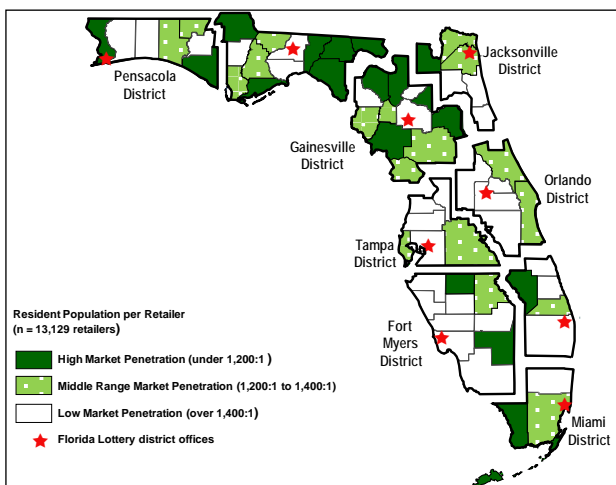 Jacksonville
District
Pensacola
District
Gainesville
District
Orlando
District
Tampa
District
Resident Population per Retailer
(n = 13,129 retailers)
Fort
Myers
District
High Market Penetration (under 1,200:1)
Middle Range Market Penetration (1,200:1 to 1,400:1)
Low Market Penetration (over 1,400:1)
Florida Lottery district offices
Miami
District